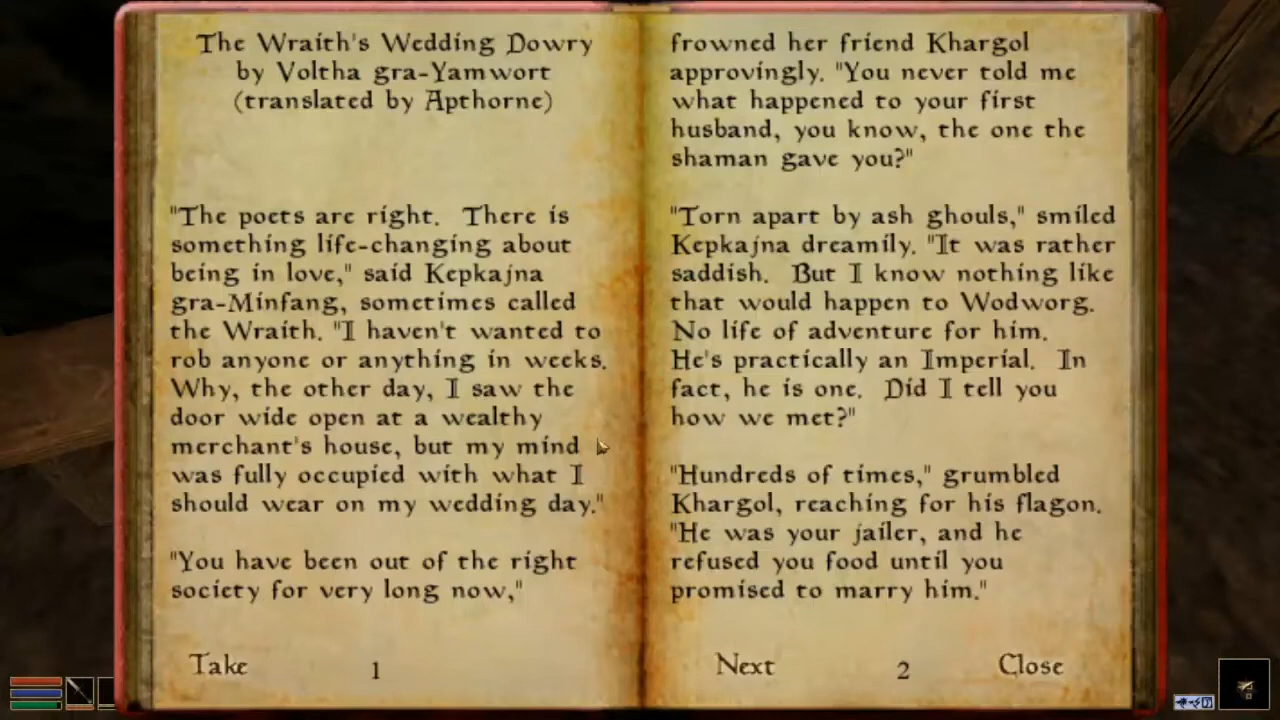 The Wraith's Wedding Dowry
by Voltha gra-Yamwort
(translated by Apthorne)
"The poets are right.  There is
something life-changing about
being in love," said Kepkajna
gra-Minfang, sometimes called
the Wraith. "I haven't wanted to
rob anyone or anything in weeks.
Why, the other day, I saw the
door wide open at a wealthy
merchant's house, but my mind
was fully occupied with what I
should wear on my wedding day."
"You have been out of the right
society for very long now,"
frowned her friend Khargol
approvingly. "You never told me
what happened to your first
husband, you know, the one the
shaman gave you?"
"Torn apart by ash ghouls," smiled
Kepkajna dreamily. "It was rather
saddish.  But I know nothing like
that would happen to Wodworg.
No life of adventure for him.
He's practically an Imperial.  In
fact, he is one.  Did I tell you
how we met?"
"Hundreds of times," grumbled
Khargol, reaching for his flagon.
"He was your jailer, and he
refused you food until you
promised to marry him."
Take 1 Next 2 Close